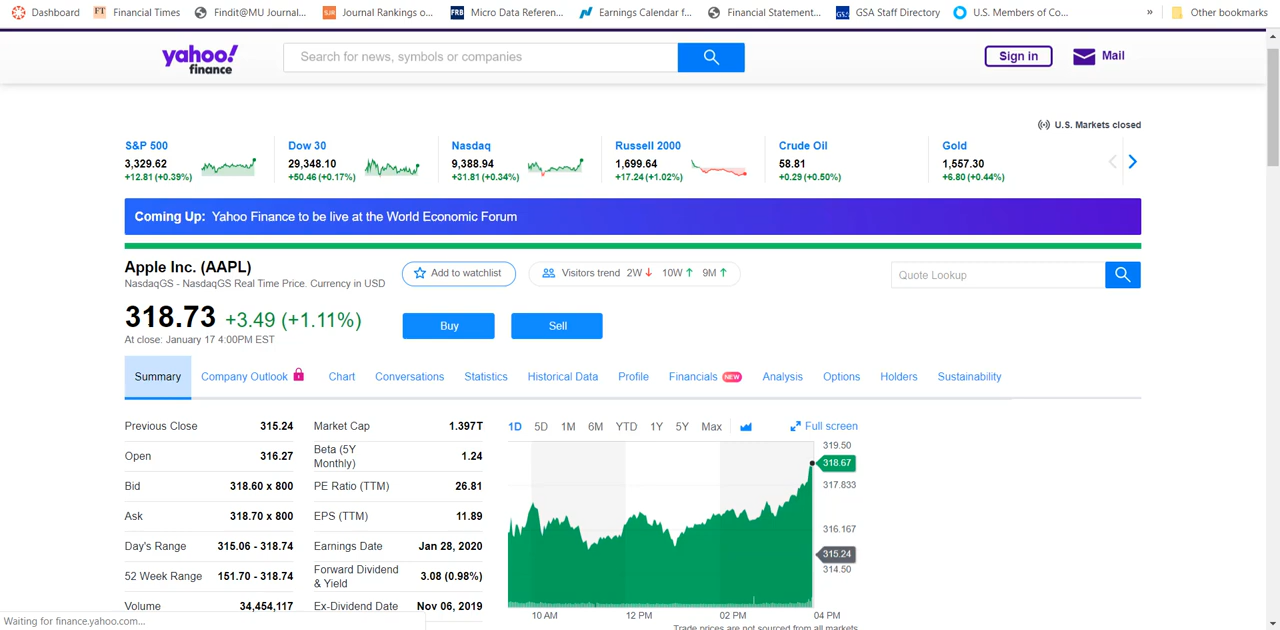 Dashboard FT Financial Times Findit@MU Journal... SJR Journal Rankings o... FRB Micro Data Referen... Earnings Calendar f... Financial Statement... GSA Staff Directory U.S. Members of Co... » Other bookmarks
yahoo!
finance
Search for news, symbols or companies
Sign in
Mail
U.S. Markets closed
S&P 500
3,329.62
+12.81 (+0.39%)
Dow 30
29,348.10
+50.46 (+0.17%)
Nasdaq
9,388.94
+31.81 (+0.34%)
Russell 2000
1,699.64
+17.24 (+1.02%)
Crude Oil
58.81
+0.29 (+0.50%)
Gold
1,557.30
+6.80 (+0.44%)
Coming Up: Yahoo Finance to be live at the World Economic Forum
Apple Inc. (AAPL)
NasdaqGS - NasdaqGS Real Time Price. Currency in USD
Add to watchlist
Visitors trend 2W↓ 10W↑ 9M↑
Quote Lookup
318.73 +3.49 (+1.11%)
At close: January 17 4:00PM EST
Buy
Sell
Summary Company Outlook Chart Conversations Statistics Historical Data Profile Financials NEW Analysis Options Holders Sustainability
Previous Close 315.24
Open 316.27
Bid 318.60 x 800
Ask 318.70 x 800
Day's Range 315.06 - 318.74
52 Week Range 151.70 - 318.74
Volume 34,454,117
Market Cap 1.397T
Beta (5Y
Monthly) 1.24
PE Ratio (TTM) 26.81
EPS (TTM) 11.89
Earnings Date Jan 28, 2020
Forward Dividend
& Yield 3.08 (0.98%)
Ex-Dividend Date Nov 06, 2019
1D 5D 1M 6M YTD 1Y 5Y Max Full screen
319.50
318.67
317.833
316.167
315.24
314.50
10 AM 12 PM 02 PM 04 PM
Trade prices are not sourced from all markets
Waiting for finance.yahoo.com...